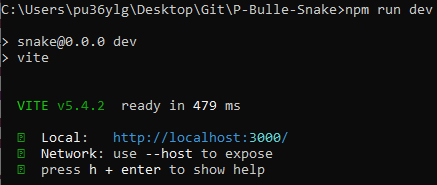 C:\Users\pu36ylg\Desktop\Git\P-Bulle-Snake>npm run dev
> snake@0.0.0 dev
> vite
VITE v5.4.2 ready in 479 ms
Local: http://localhost:3000/
Network: use --host to expose
press h + enter to show help